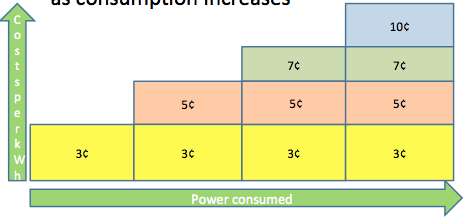 as consumption increases
Costs per kWh
10¢
7¢ 7¢
5¢ 5¢ 5¢
3¢ 3¢ 3¢ 3¢
Power consumed